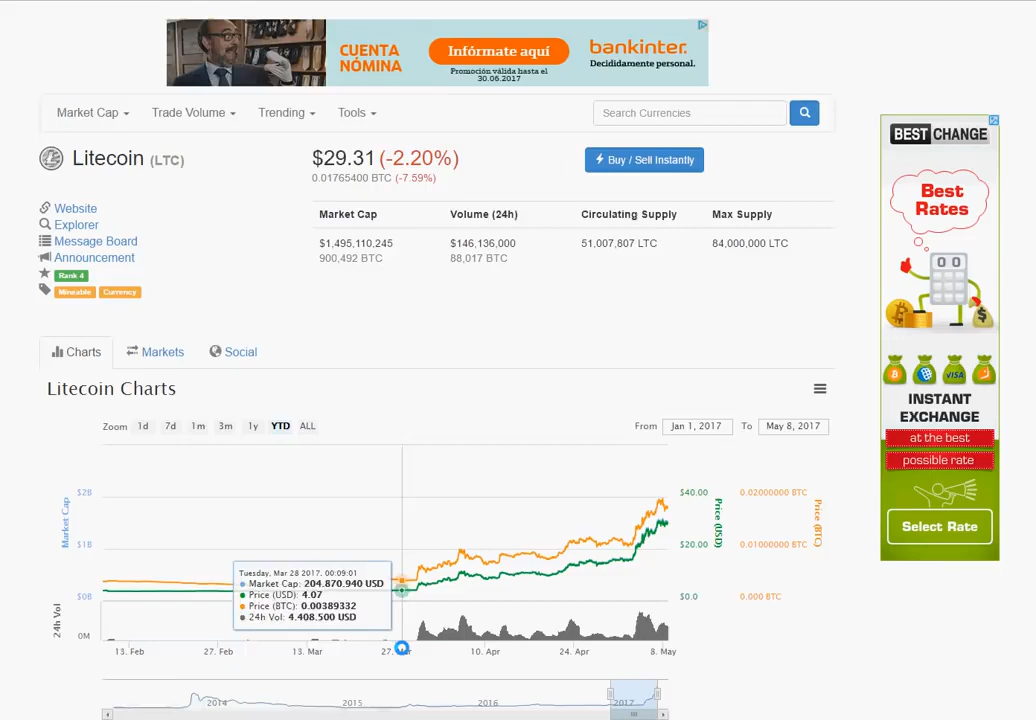 CUENTA
NÓMINA
Infórmate aquí
Promoción válida hasta el
30.06.2017
bankinter.
Decididamente personal.
Market Cap
Trade Volume
Trending
Tools
Search Currencies
BEST CHANGE
Best
Rates
Litecoin (LTC)
$29.31 (-2.20%)
0.01765400 BTC (-7.59%)
Buy / Sell Instantly
Website
Explorer
Message Board
Announcement
Rank 4
Mineable Currency
Market Cap Volume (24h) Circulating Supply Max Supply
$1,495,110,245 $146,136,000 51,007,807 LTC 84,000,000 LTC
900,492 BTC 88,017 BTC
VISA
INSTANT
EXCHANGE
at the best
possible rate
Select Rate
Charts Markets Social
Litecoin Charts
Zoom 1d 7d 1m 3m 1y YTD ALL
From Jan 1, 2017 To May 8, 2017
Market Cap
$2B
$1B
$0B
24h Vol
0M
$40.00
$20.00
$0.0
Price (USD)
0.02000000 BTC
0.01000000 BTC
0.000 BTC
Price (BTC)
Tuesday, Mar 28 2017, 00:09:01
Market Cap: 204.870.940 USD
Price (USD): 4.07
Price (BTC): 0.00389332
24h Vol: 4.408.500 USD
13. Feb 27. Feb 13. Mar 27. Mar 10. Apr 24. Apr 8. May
2014 2015 2016 2017